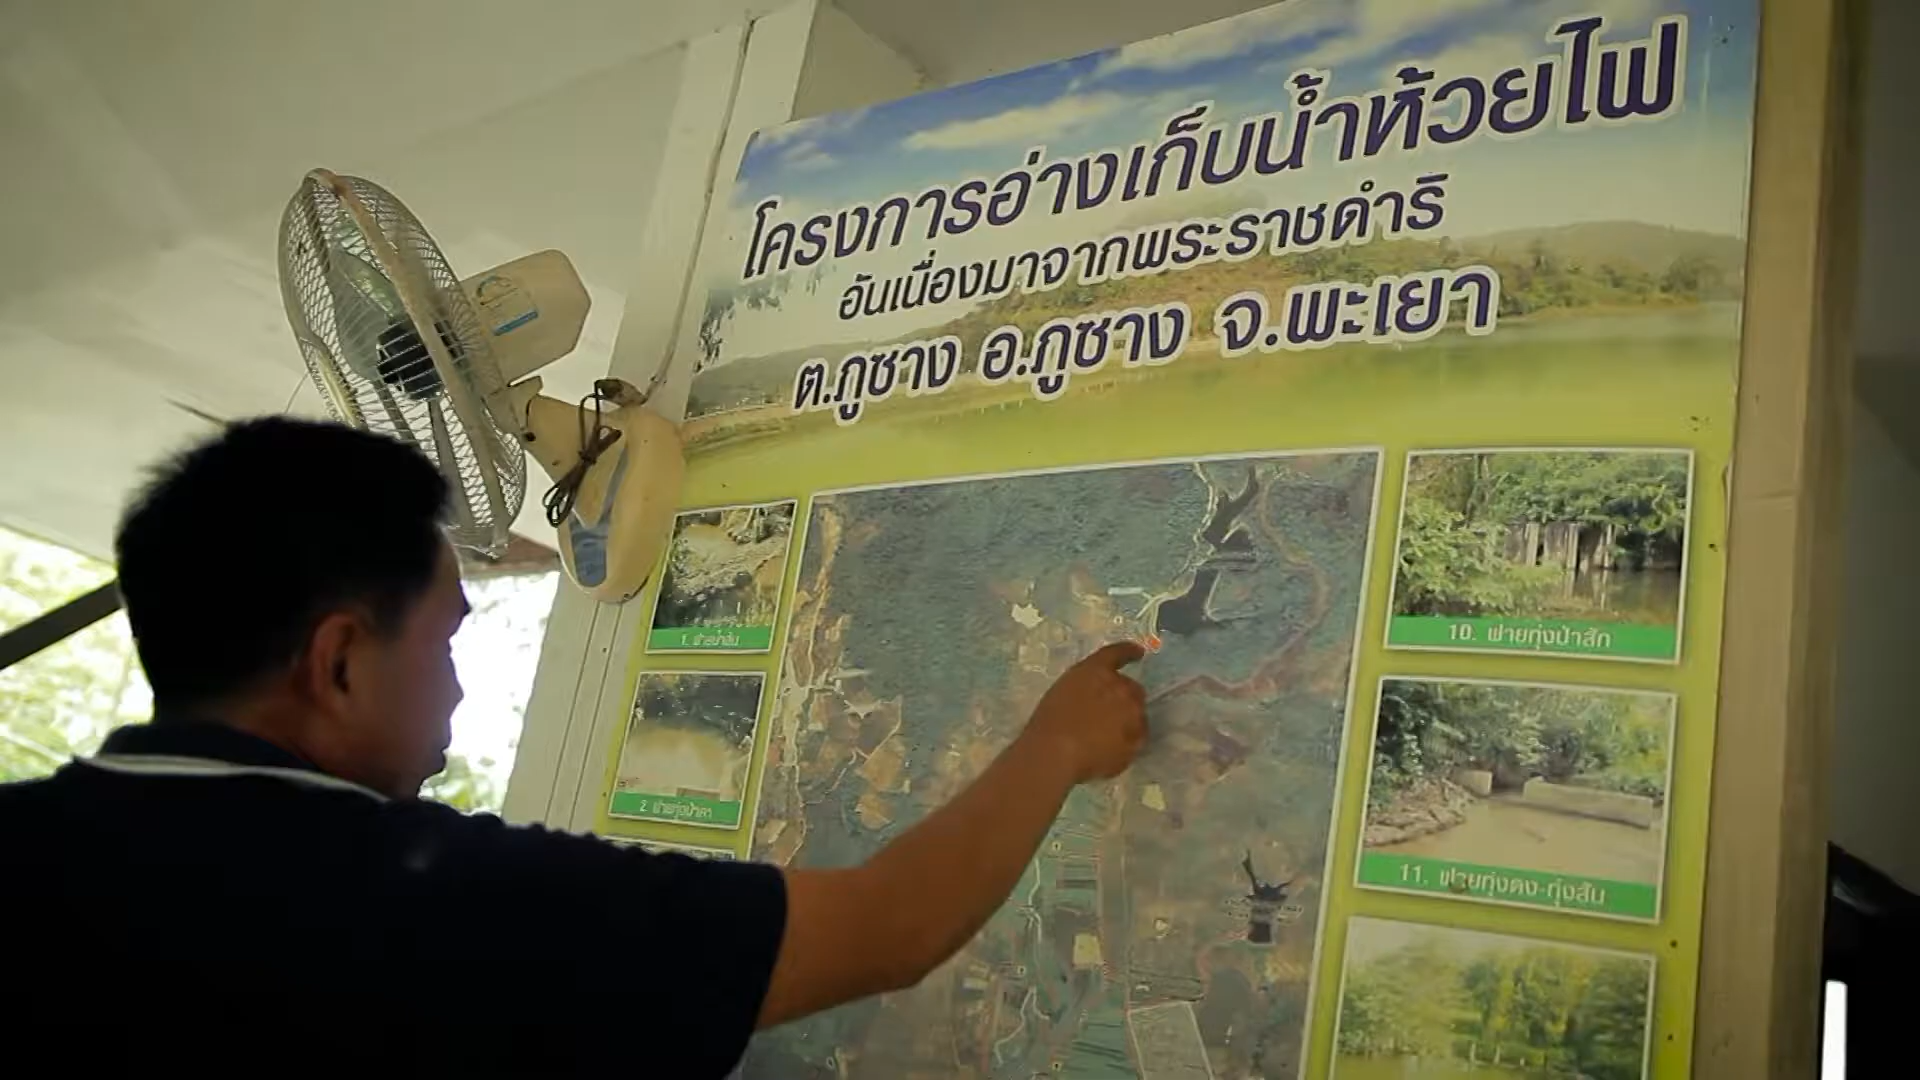 โครงการอ่างเก็บน้ำห้วยไฟ
อันเนื่องมาจากพระราชดำริ
ต.ภูซาง อ.ภูซาง จ.พะเยา
10. ฝายทุ่งป่าสัก
11. ฝายทุ่งดง-ทุ่งสัน
1.
2.